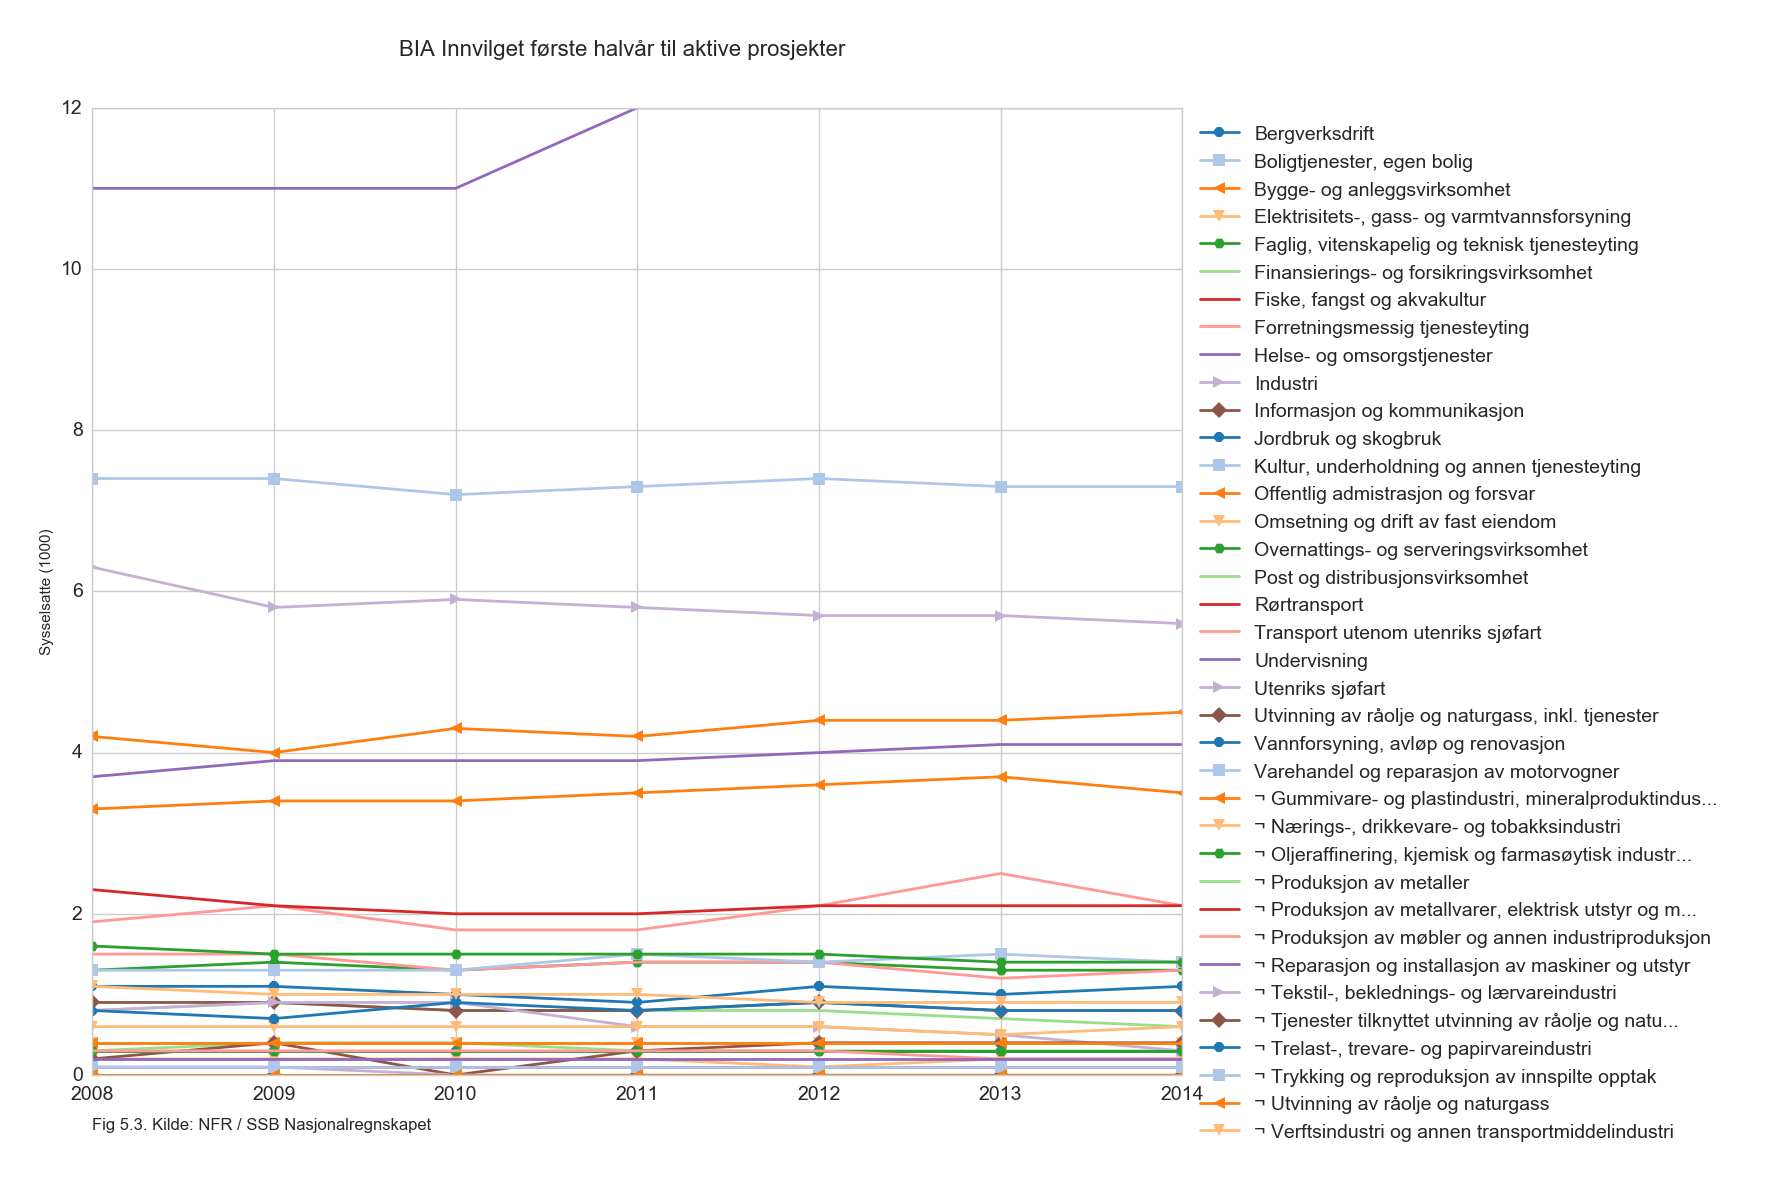 BIA Innvilget første halvår til aktive prosjekter
12
10
8
6
4
2
0
Sysselsatte (1000)
2008
2009
2010
2011
2012
2013
2014
Fig 5.3. Kilde: NFR / SSB Nasjonalregnskapet
Bergverksdrift
Boligtjenester, egen bolig
Bygge- og anleggsvirksomhet
Elektrisitets-, gass- og varmtvannsforsyning
Faglig, vitenskapelig og teknisk tjenesteyting
Finansierings- og forsikringsvirksomhet
Fiske, fangst og akvakultur
Forretningsmessig tjenesteyting
Helse- og omsorgstjenester
Industri
Informasjon og kommunikasjon
Jordbruk og skogbruk
Kultur, underholdning og annen tjenesteyting
Offentlig admistrasjon og forsvar
Omsetning og drift av fast eiendom
Overnattings- og serveringsvirksomhet
Post og distribusjonsvirksomhet
Rørtransport
Transport utenom utenriks sjøfart
Undervisning
Utenriks sjøfart
Utvinning av råolje og naturgass, inkl. tjenester
Vannforsyning, avløp og renovasjon
Varehandel og reparasjon av motorvogner
¬ Gummivare- og plastindustri, mineralproduktindus...
¬ Nærings-, drikkevare- og tobakksindustri
¬ Oljeraffinering, kjemisk og farmasøytisk industr...
¬ Produksjon av metaller
¬ Produksjon av metallvarer, elektrisk utstyr og m...
¬ Produksjon av møbler og annen industriproduksjon
¬ Reparasjon og installasjon av maskiner og utstyr
¬ Tekstil-, beklednings- og lærvareindustri
¬ Tjenester tilknyttet utvinning av råolje og natu...
¬ Trelast-, trevare- og papirvareindustri
¬ Trykking og reproduksjon av innspilte opptak
¬ Utvinning av råolje og naturgass
¬ Verftsindustri og annen transportmiddelindustri